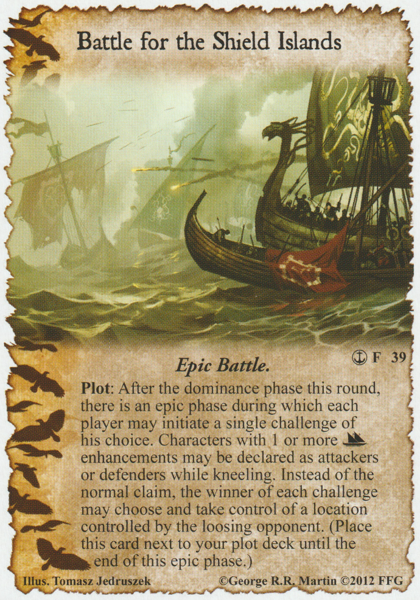 Battle for the Shield Islands
Epic Battle.
F 39
Plot: After the dominance phase this round,
there is an epic phase during which each
player may initiate a single challenge of
his choice. Characters with 1 or more
enhancements may be declared as attackers
or defenders while kneeling. Instead of the
normal claim, the winner of each challenge
may choose and take control of a location
controlled by the loosing opponent. (Place
this card next to your plot deck until the
end of this epic phase.)
Illus. Tomasz Jedruszek ©George R.R. Martin ©2012 FFG